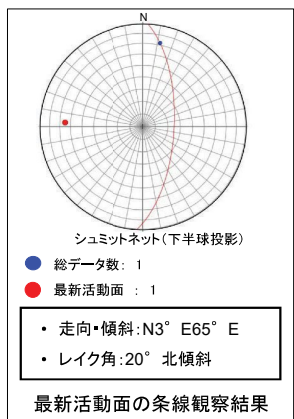 N
シュミットネット(下半球投影)
総データ数: 1
最新活動面 : 1
・ 走向・傾斜:N3° E65° E
・ レイク角:20° 北傾斜
最新活動面の条線観察結果